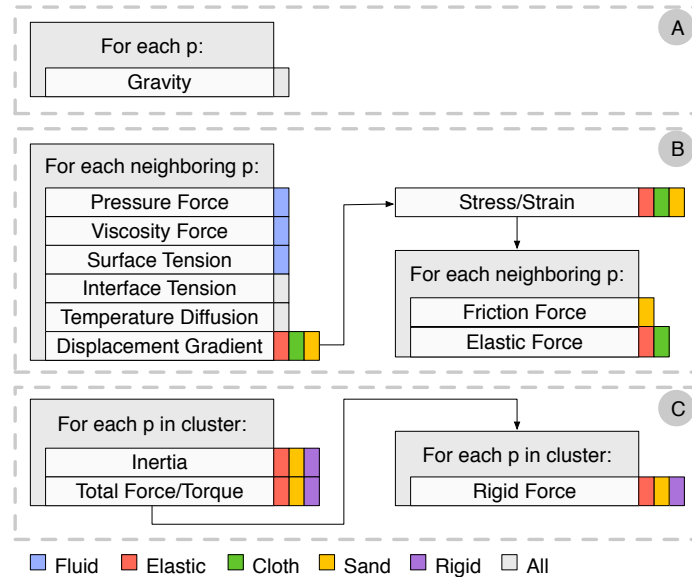 A
For each p:
Gravity
B
For each neighboring p:
Pressure Force
Viscosity Force
Surface Tension
Interface Tension
Temperature Diffusion
Displacement Gradient
Stress/Strain
For each neighboring p:
Friction Force
Elastic Force
C
For each p in cluster:
Inertia
Total Force/Torque
For each p in cluster:
Rigid Force
Fluid Elastic Cloth Sand Rigid All